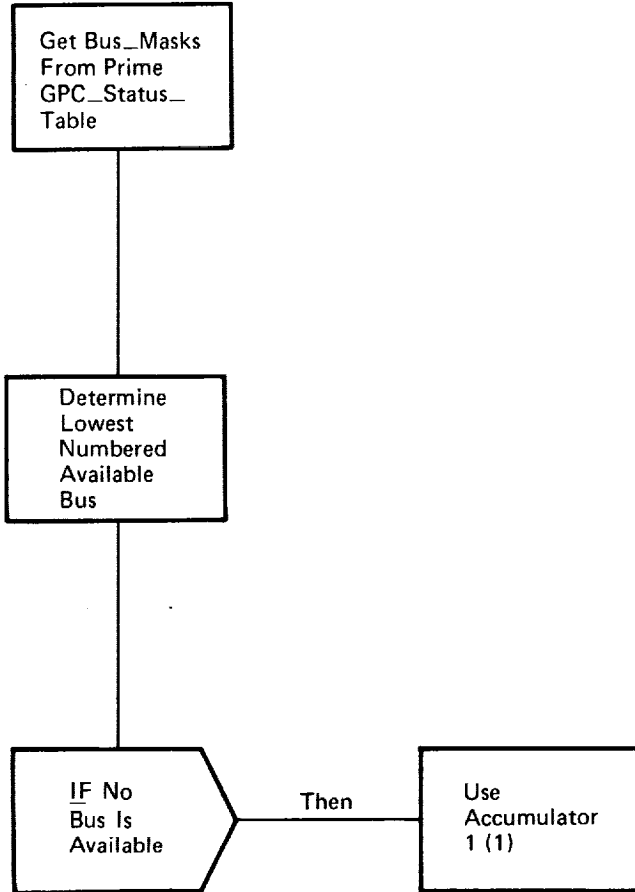 Get Bus_Masks
From Prime
GPC_Status_
Table
Determine
Lowest
Numbered
Available
Bus
IF No
Bus Is
Available
Then
Use
Accumulator
1 (1)